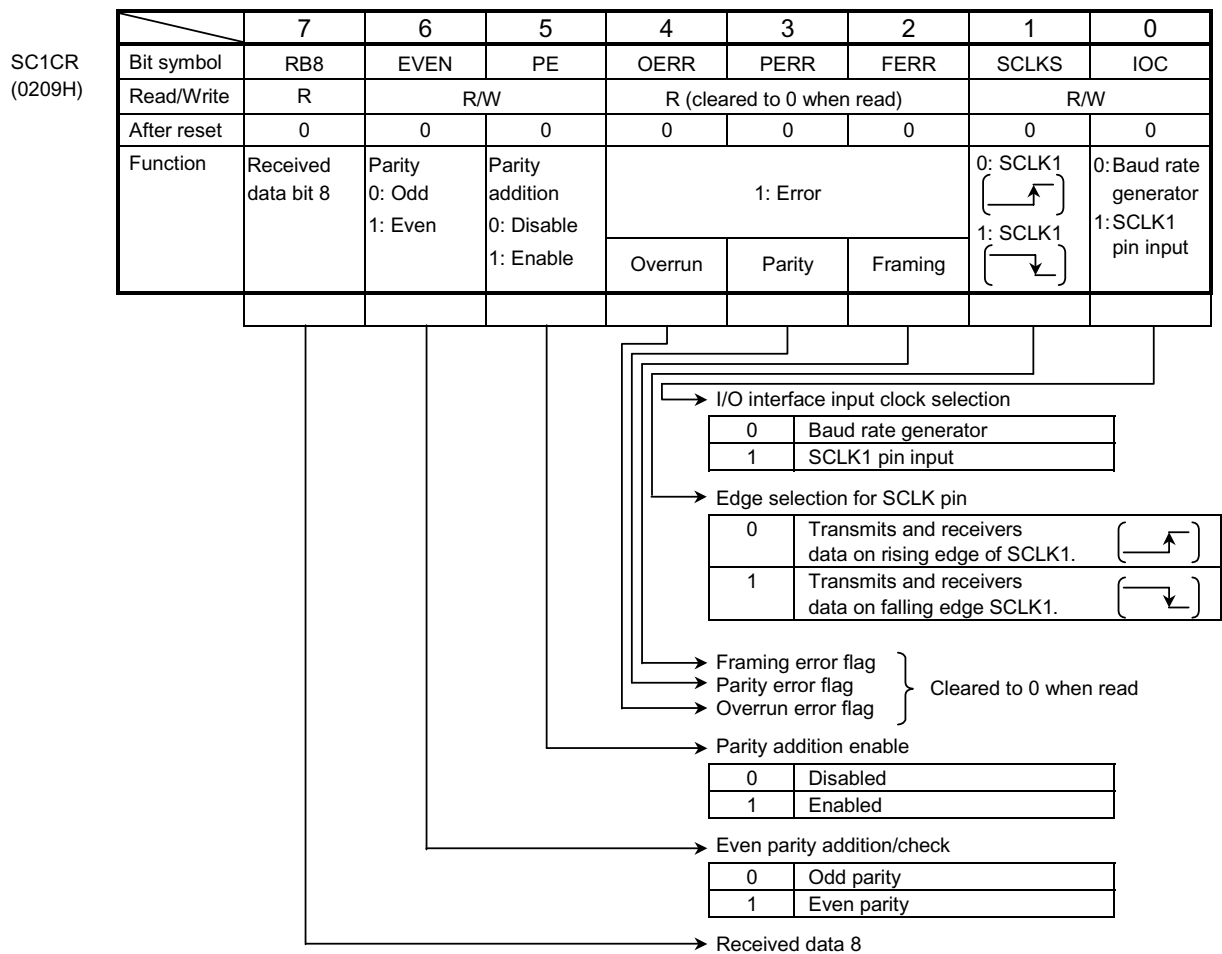 7 6 5 4 3 2 1 0
SC1CR
(0209H)
Bit symbol RB8 EVEN PE OERR PERR FERR SCLKS IOC
Read/Write R R/W R (cleared to 0 when read) R/W
After reset 0 0 0 0 0 0 0 0
Function
Received
data bit 8
Parity
0: Odd
1: Even
Parity
addition
0: Disable
1: Enable
1: Error
Overrun Parity Framing
0: SCLK1
1: SCLK1
0: Baud rate
generator
1: SCLK1
pin input
I/O interface input clock selection
0 Baud rate generator
1 SCLK1 pin input
Edge selection for SCLK pin
0 Transmits and receivers
data on rising edge of SCLK1.
1 Transmits and receivers
data on falling edge SCLK1.
Framing error flag
Parity error flag
Overrun error flag
Cleared to 0 when read
Parity addition enable
0 Disabled
1 Enabled
Even parity addition/check
0 Odd parity
1 Even parity
Received data 8